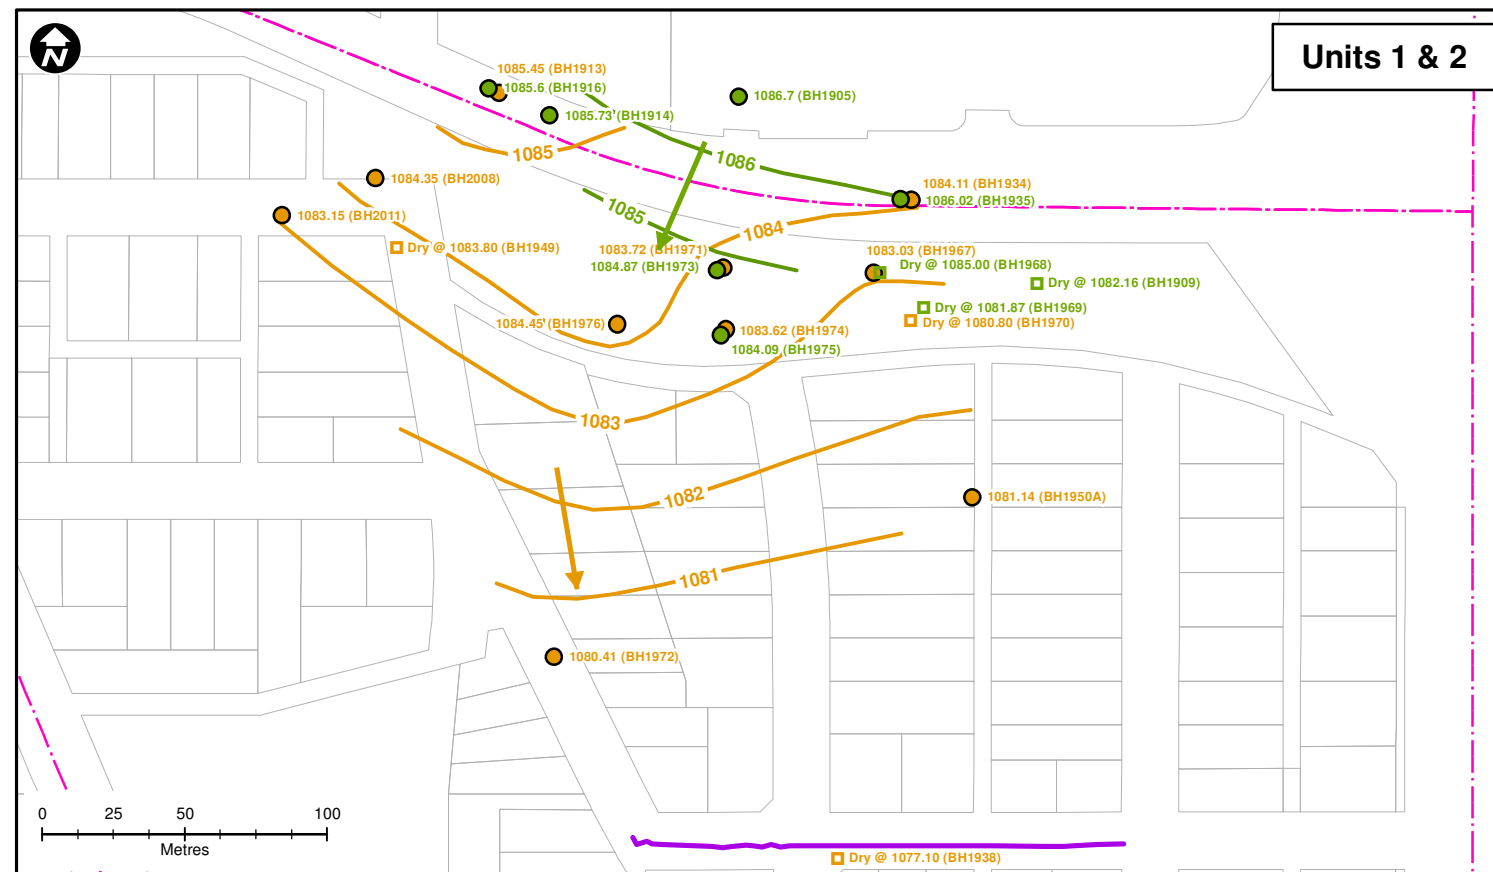 N
Units 1 & 2
1085.45 (BH1913)
1085.6 (BH1916)
1086.7 (BH1905)
1085.73 (BH1914)
1085
1086
1084.35 (BH2008)
1084.11 (BH1934)
1086.02 (BH1935)
1083.15 (BH2011)
1085
1084
Dry @ 1083.80 (BH1949)
1083.72 (BH1971)
1083.03 (BH1967)
1084.87 (BH1973)
Dry @ 1085.00 (BH1968)
Dry @ 1082.16 (BH1909)
Dry @ 1081.87 (BH1969)
1084.45 (BH1976)
1083.62 (BH1974)
Dry @ 1080.80 (BH1970)
1084.09 (BH1975)
1083
1082
1081.14 (BH1950A)
1081
1080.41 (BH1972)
0 25 50 100
Metres
Dry @ 1077.10 (BH1938)